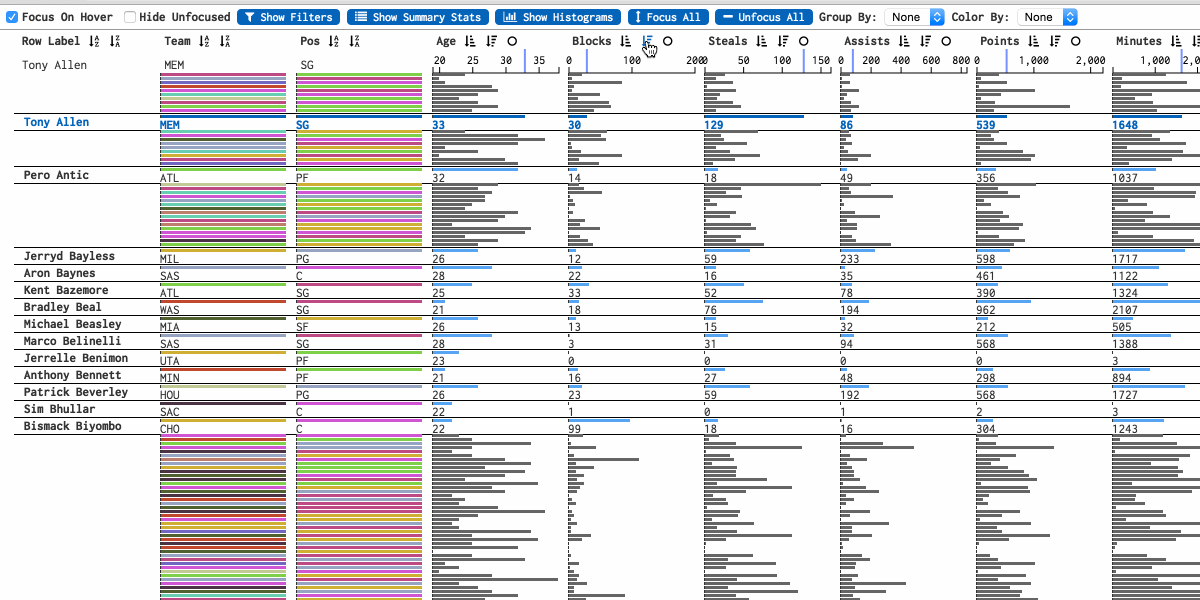 Focus On Hover Hide Unfocused Show Filters Show Summary Stats Show Histograms Focus All Unfocus All Group By: None Color By: None
Row Label Team Pos Age Blocks Steals Assists Points Minutes
Tony Allen MEM SG 20 25 30 35 0 100 200 0 50 100 150 0 200 400 600 800 0 1,000 2,000 1,000
Tony Allen MEM SG 33 30 129 86 539 1648
Pero Antic ATL PF 32 14 18 49 356 1037
Jerryd Bayless MIL PG 26 12 59 233 598 1717
Aron Baynes SAS C 28 22 16 35 461 1122
Kent Bazemore ATL SG 25 33 52 78 390 1324
Bradley Beal WAS SG 21 18 76 194 962 2107
Michael Beasley MIA SF 26 13 15 32 212 505
Marco Belinelli SAS SG 28 3 31 94 568 1388
Jerrelle Benimon UTA PF 23 0 0 0 0 3
Anthony Bennett MIN PF 21 16 27 48 298 894
Patrick Beverley HOU PG 26 23 59 192 568 1727
Sim Bhullar SAC C 22 1 0 1 2 3
Bismack Biyombo CHO C 22 99 18 16 304 1243